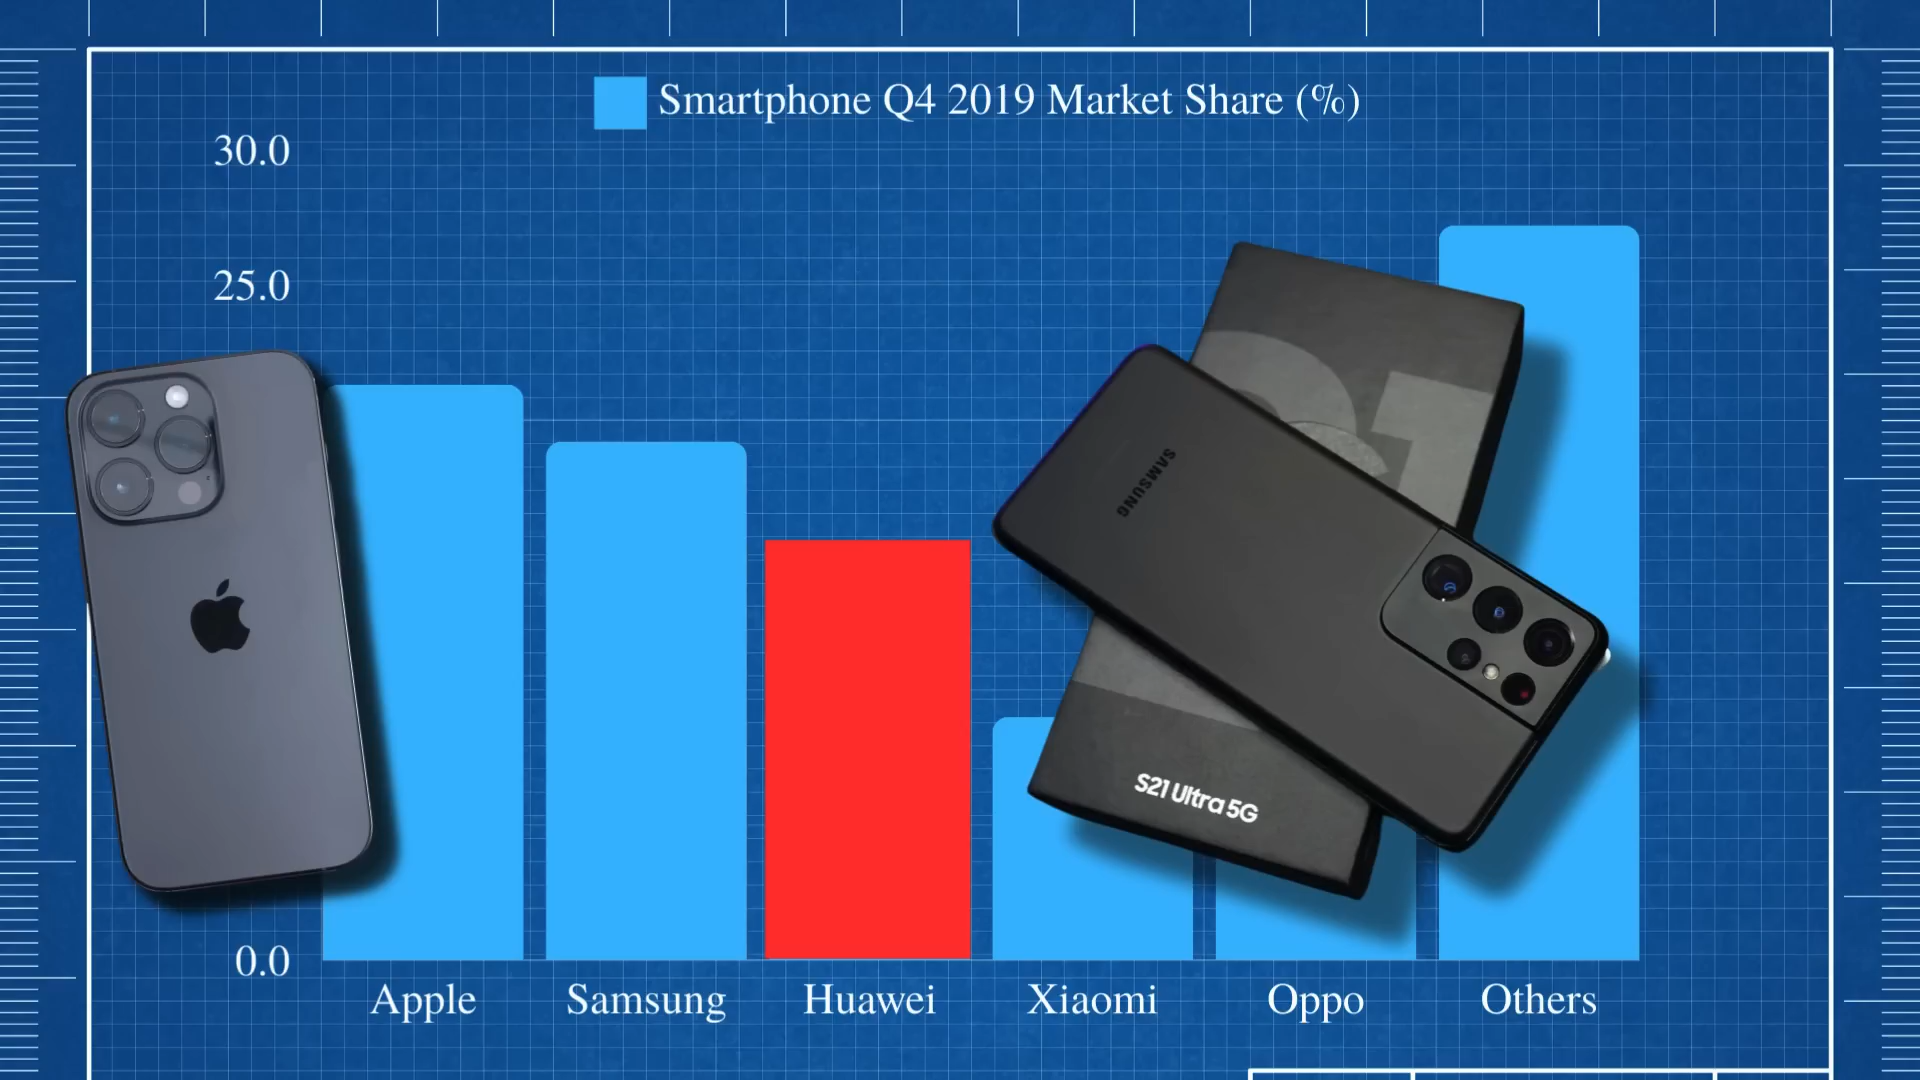 Smartphone Q4 2019 Market Share (%)
30.0
25.0
0.0
SAMSUNG
21
S21 Ultra 5G
Apple
Samsung
Huawei
Xiaomi
Oppo
Others